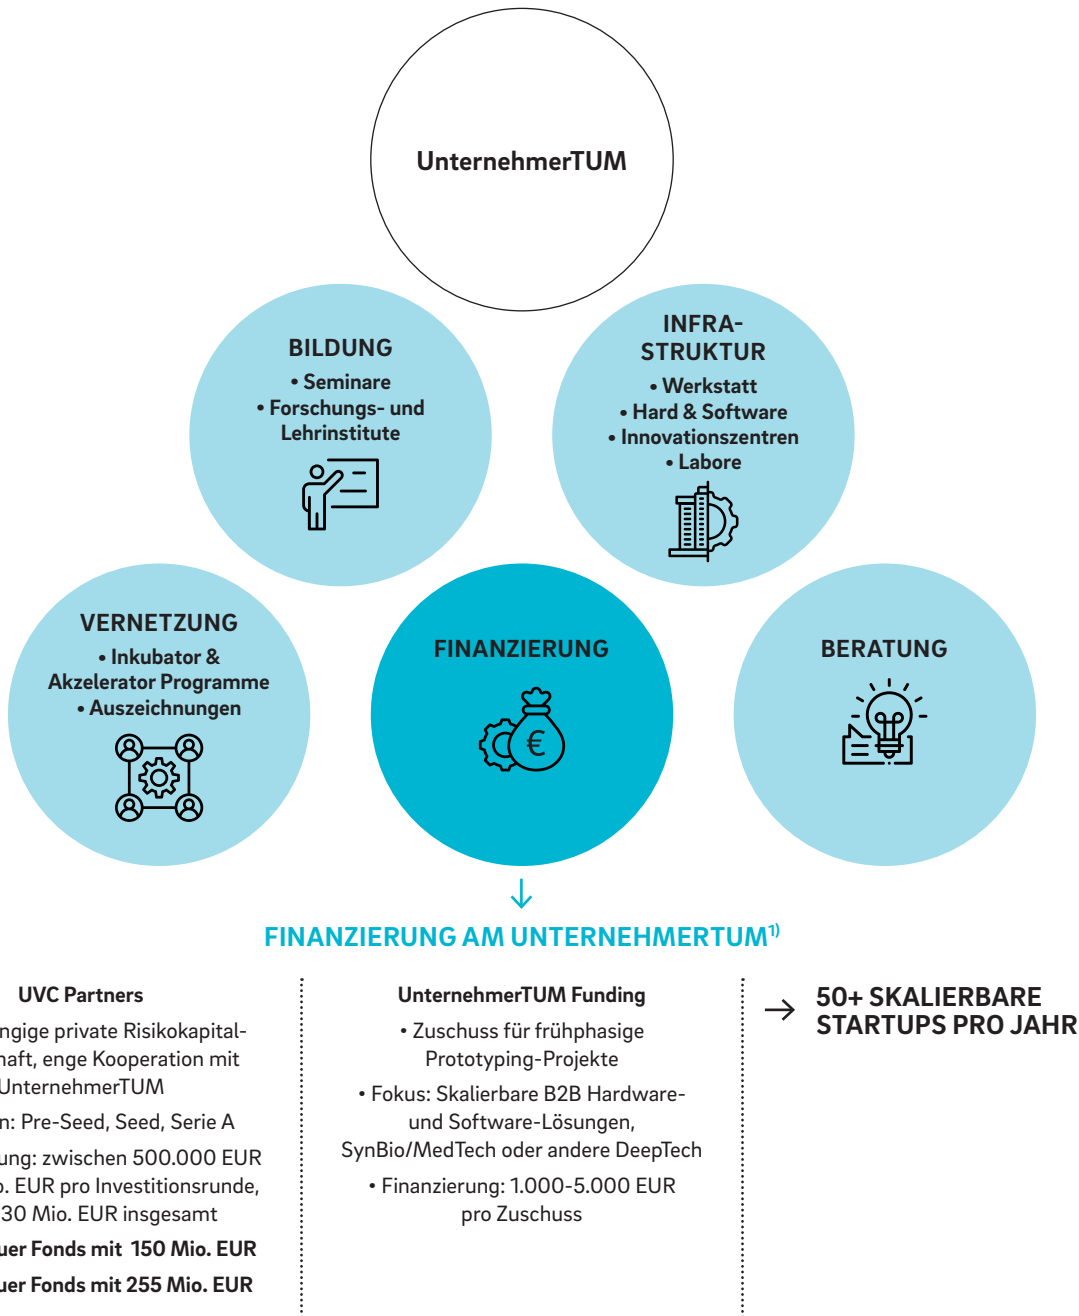 UnternehmerTUM
BILDUNG
• Seminare
• Forschungs- und
Lehrinstitute
INFRA-
STRUKTUR
• Werkstatt
• Hard & Software
• Innovationszentren
• Labore
VERNETZUNG
• Inkubator &
Akzelerator Programme
• Auszeichnungen
FINANZIERUNG
€
BERATUNG
FINANZIERUNG AM UNTERNEHMERTUM1)
UVC Partners
private Risikokapital-
enge Kooperation mit
UnternehmerTUM
Pre-Seed, Seed, Serie A
zwischen 500.000 EUR
EUR pro Investitionsrunde,
30 Mio. EUR insgesamt
Fonds mit 150 Mio. EUR
Fonds mit 255 Mio. EUR
UnternehmerTUM Funding
• Zuschuss für frühphasige
Prototyping-Projekte
• Fokus: Skalierbare B2B Hardware-
und Software-Lösungen,
SynBio/MedTech oder andere DeepTech
• Finanzierung: 1.000-5.000 EUR
pro Zuschuss
→ 50+ SKALIERBARE
STARTUPS PRO JAHR